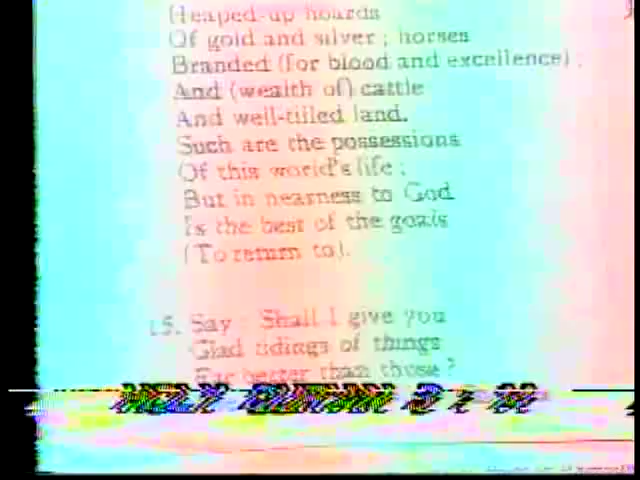 Heaped-up hoards
Of gold and silver ; horses
Branded (for blood and excellence) ;
And (wealth of) cattle
And well-tilled land.
Such are the possessions
Of this world's life ;
But in nearness to God
Is the best of the goals
(To return to).
15. Say : Shall I give you
Glad tidings of things
Far better than those ?